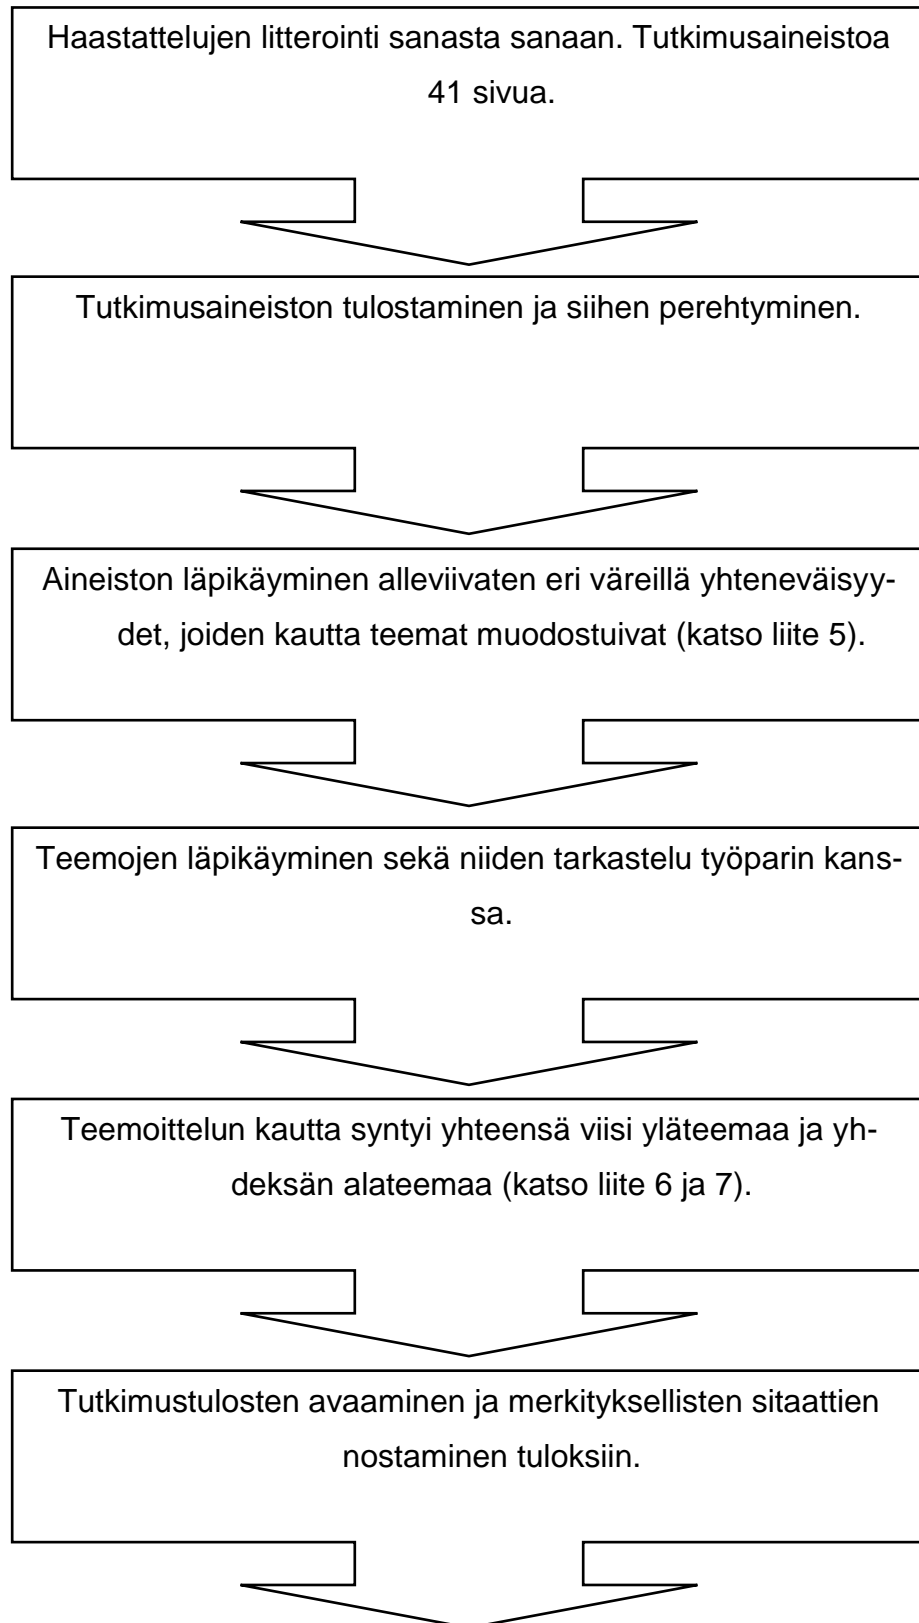 Haastattelujen litterointi sanasta sanaan. Tutkimusaineistoa
41 sivua.
Tutkimusaineiston tulostaminen ja siihen perehtyminen.
Aineiston läpikäyminen alleviivaten eri väreillä yhteneväisyy-
det, joiden kautta teemat muodostuivat (katso liite 5).
Teemojen läpikäyminen sekä niiden tarkastelu työparin kans-
sa.
Teemoittelun kautta syntyi yhteensä viisi yläteemaa ja yh-
deksän alateemaa (katso liite 6 ja 7).
Tutkimustulosten avaaminen ja merkityksellisten sitaattien
nostaminen tuloksiin.